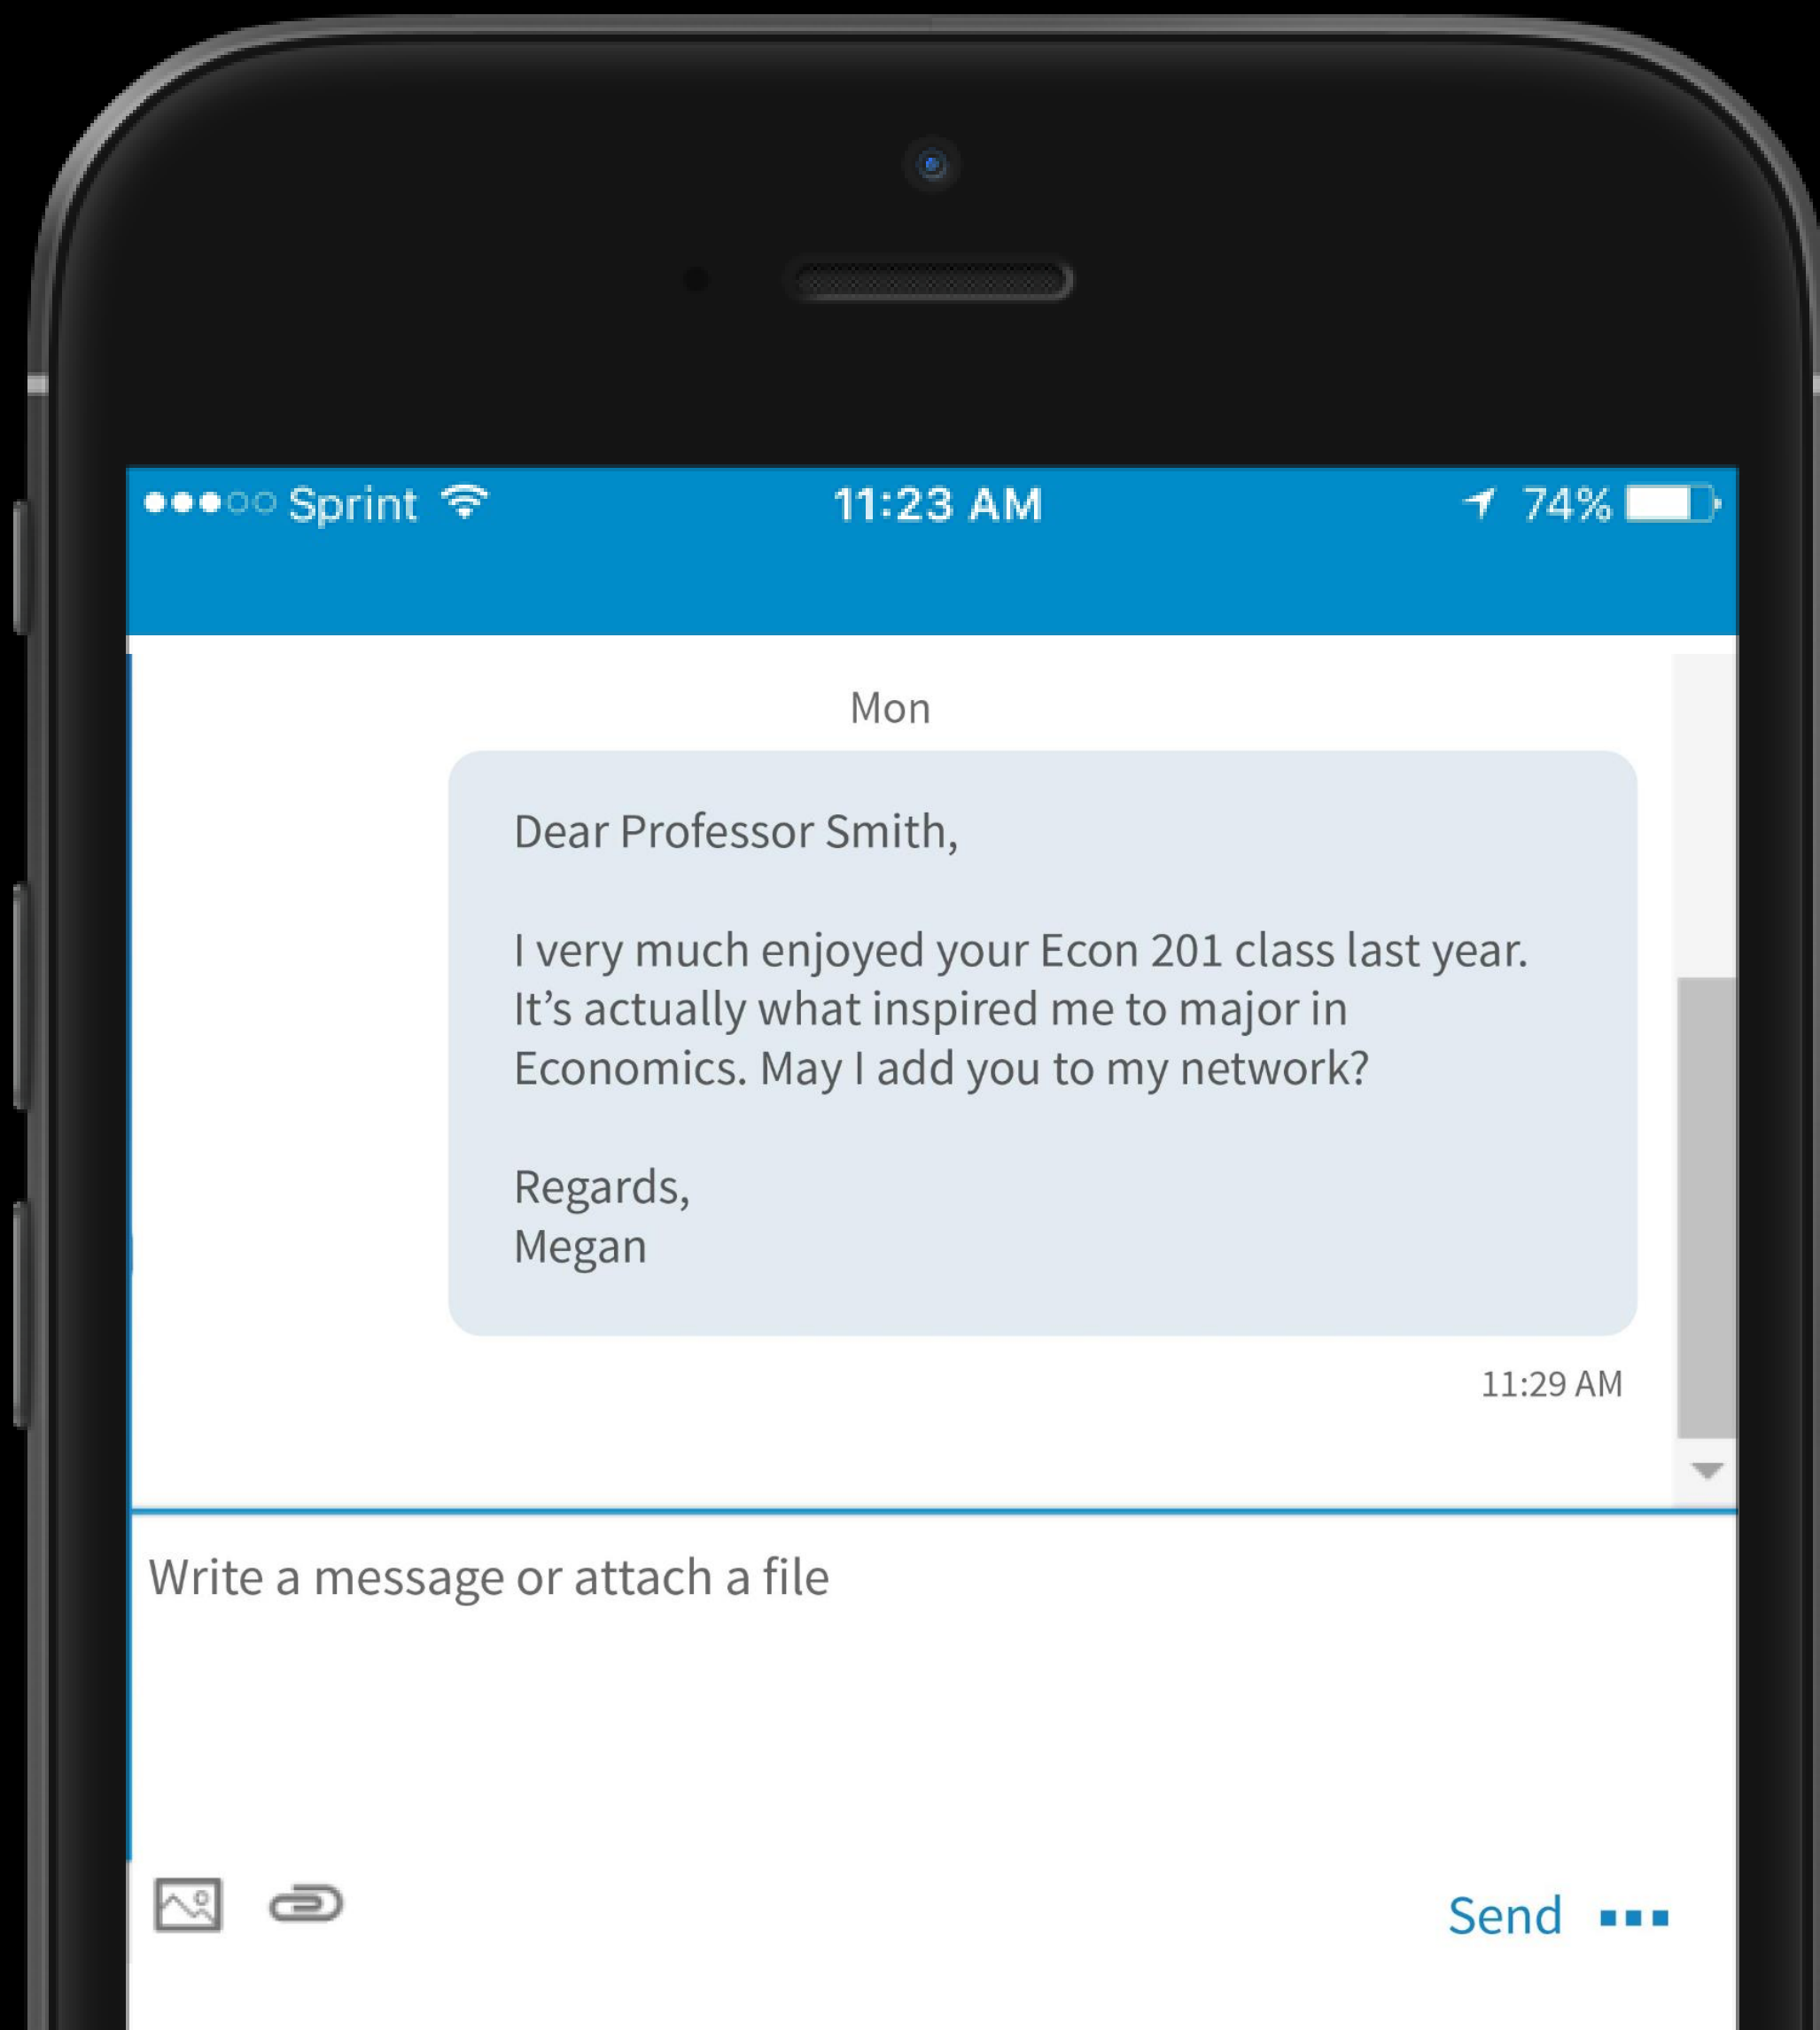 Sprint 11:23 AM 74%
Mon
Dear Professor Smith,
I very much enjoyed your Econ 201 class last year.
It’s actually what inspired me to major in
Economics. May I add you to my network?
Regards,
Megan
11:29 AM
Write a message or attach a file
Send